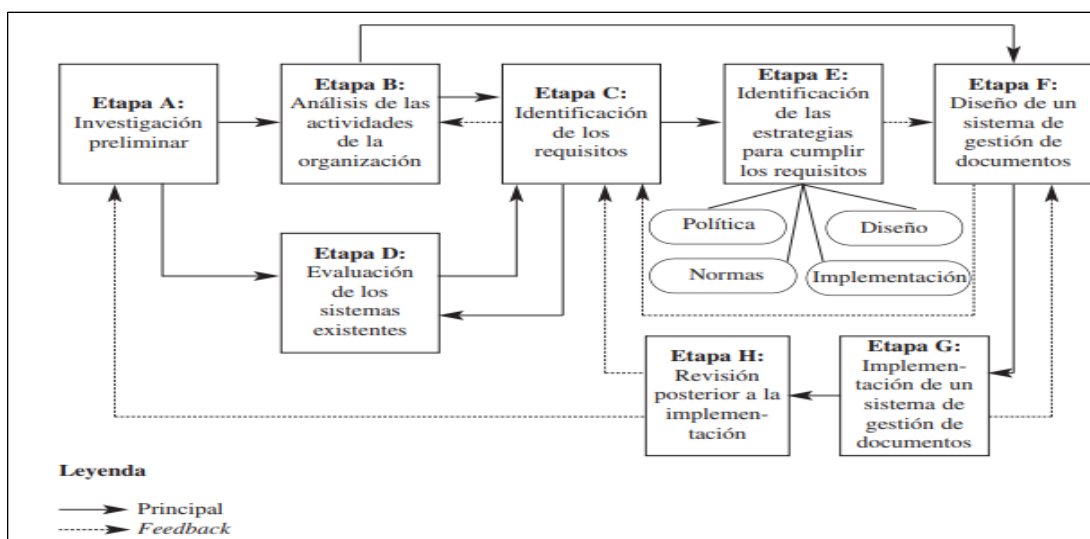 Etapa A:
Investigación
preliminar
Etapa B:
Análisis de las
actividades
de la
organización
Etapa C:
Identificación
de los
requisitos
Etapa E:
Identificación
de las
estrategias
para cumplir
los requisitos
Etapa F:
Diseño de un
sistema de
gestión de
documentos
Política
Diseño
Normas
Implementación
Etapa D:
Evaluación
de los
sistemas
existentes
Etapa H:
Revisión
posterior a la
implemen-
tación
Etapa G:
Implemen-
tación de un
sistema de
gestión de
documentos
Leyenda
Principal
Feedback